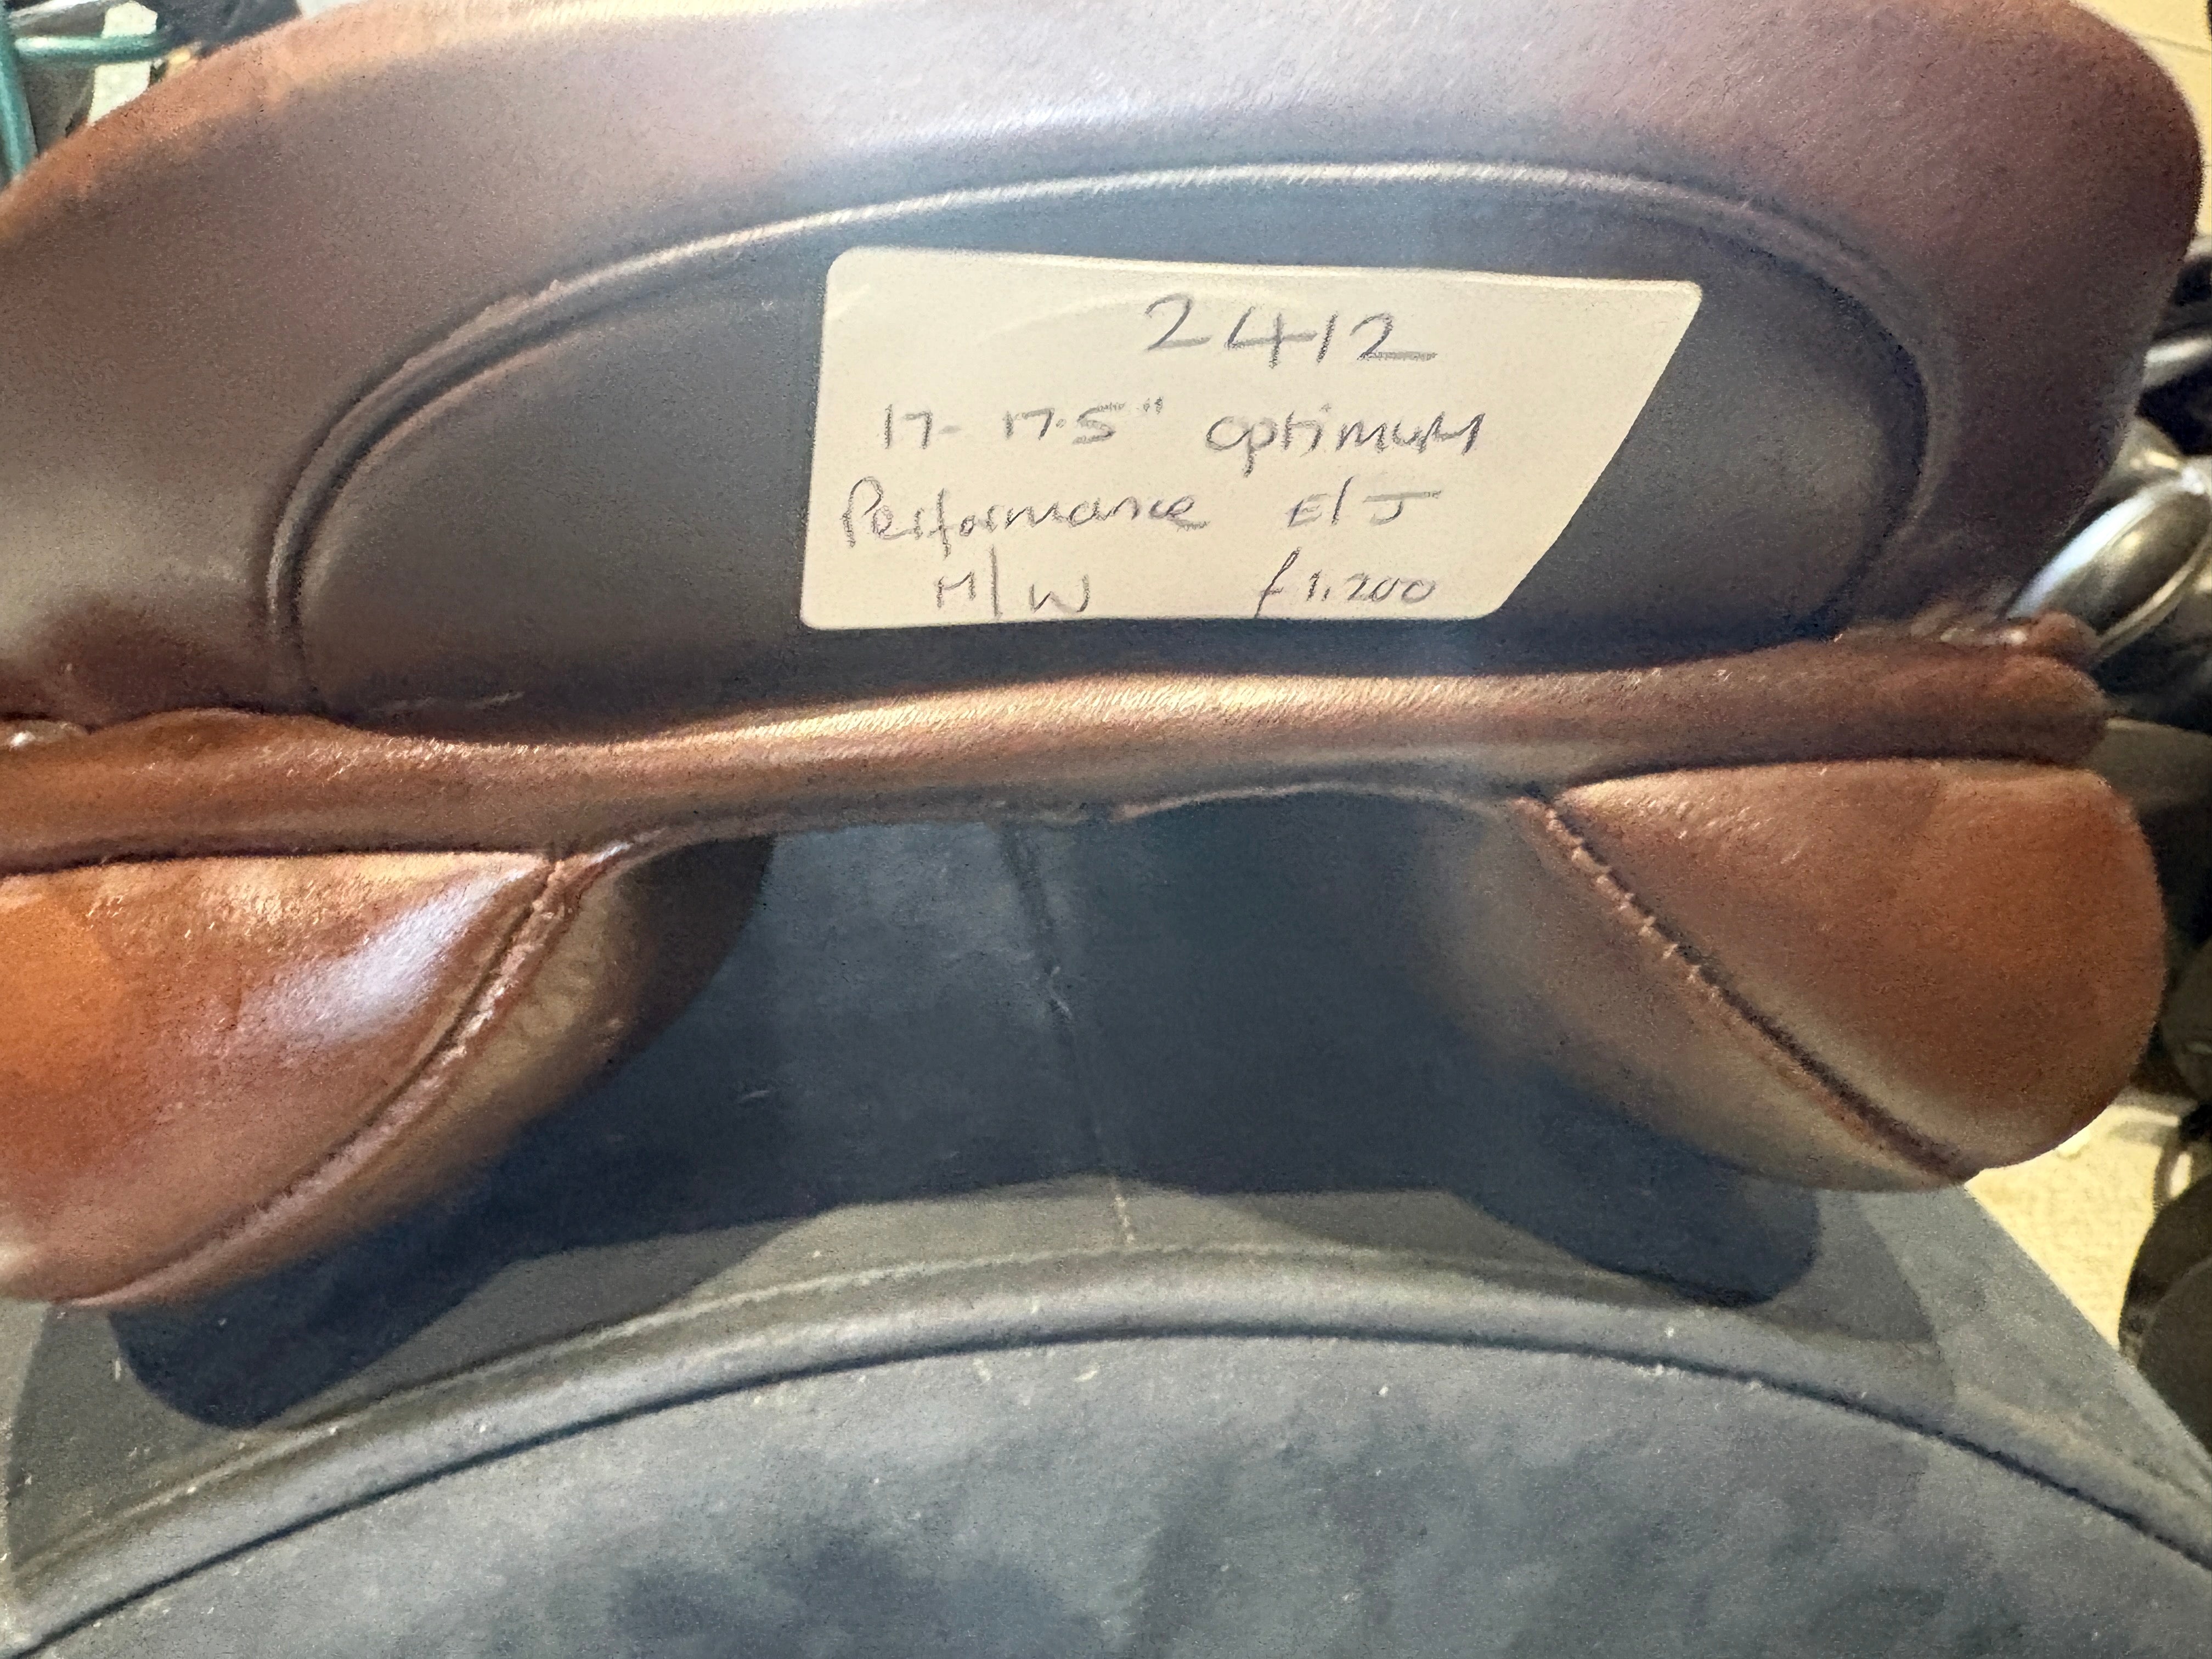 2412
17- 17.5" optimum
Performance E/J
M/W £1,200